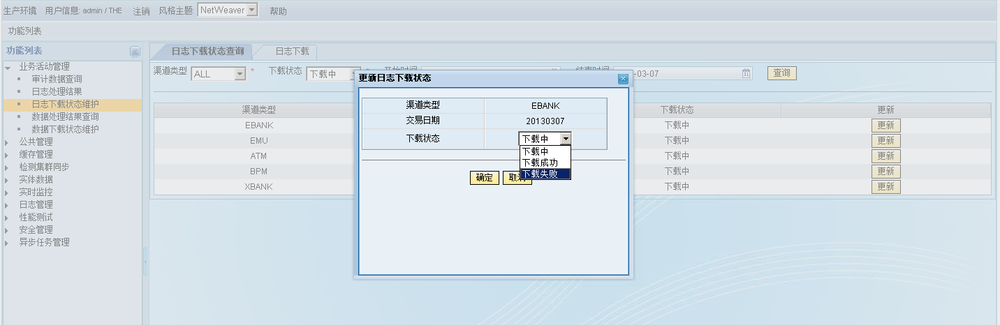 生产环境 用户信息: admin / THE 注销 风格主题: NetWeaver 帮助
功能列表
功能列表
业务活动管理
审计数据查询
日志处理结果
日志下载状态维护
数据处理结果查询
数据下载状态维护
公共管理
缓存管理
检测集群同步
实体数据
实时监控
日志管理
性能测试
安全管理
异步任务管理
日志下载状态查询 日志下载
渠道类型 ALL * 下载状态 下载中 开始时间 结束时间 -03-07 查询
渠道类型 下载状态 更新
EBANK 下载中 更新
EMU 下载中 更新
ATM 下载中 更新
BPM 下载中 更新
XBANK 下载中 更新
更新日志下载状态
渠道类型 EBANK
交易日期 20130307
下载状态 下载中
下载中
下载成功
下载失败
确定 取消